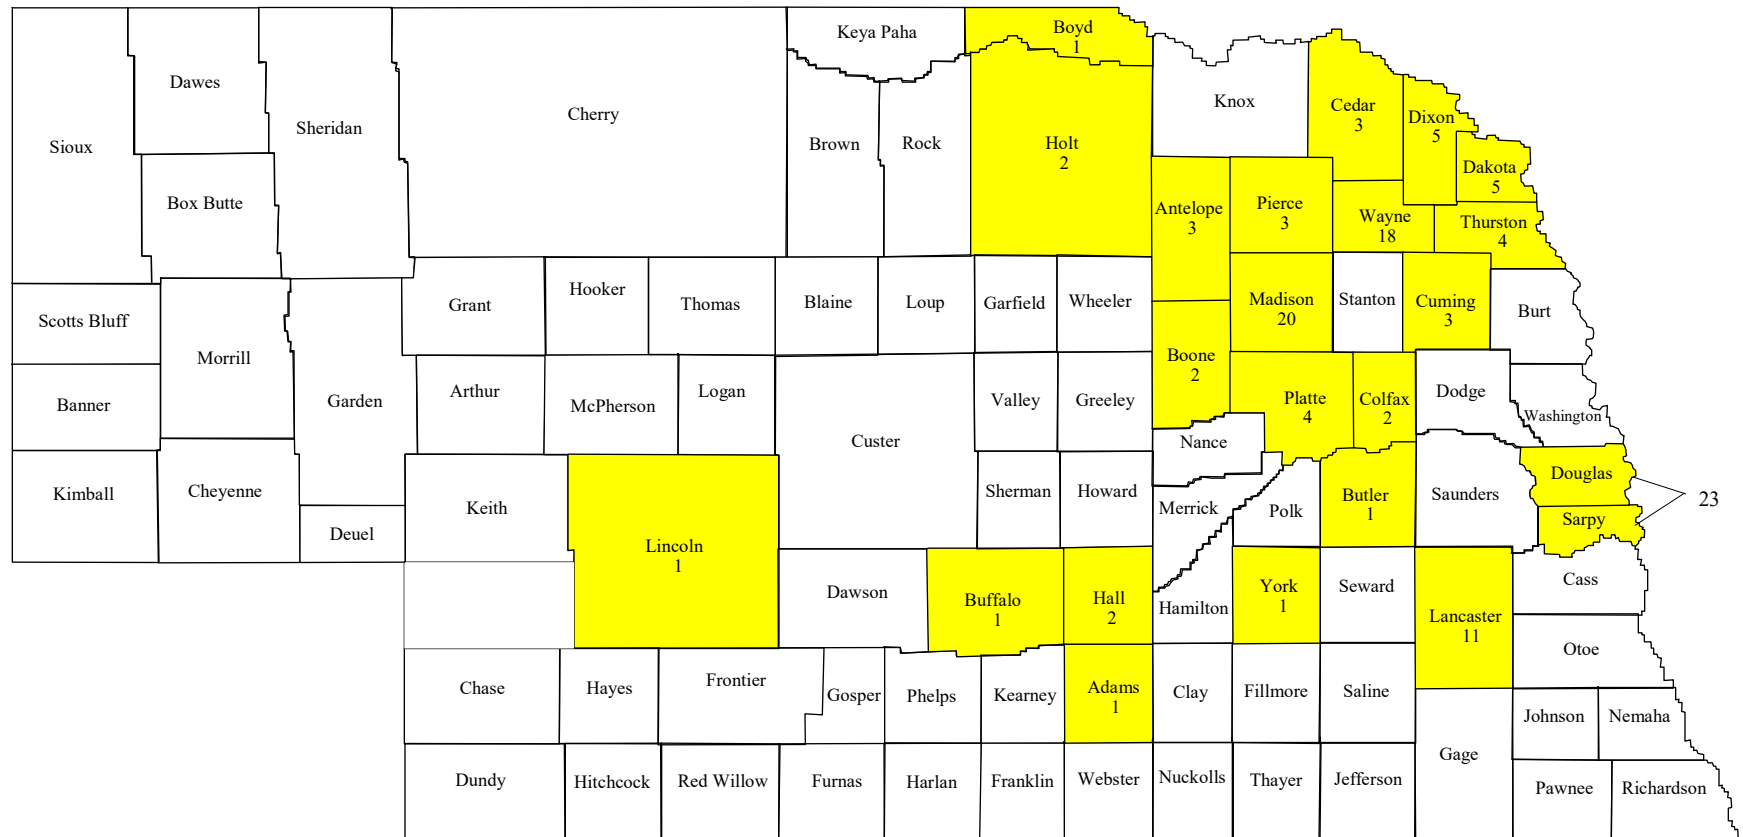 Boyd
1
Keya Paha
Dawes
Sheridan
Cherry
Knox
Cedar
3
Dixon
5
Sioux
Brown
Rock
Holt
2
Dakota
5
Box Butte
Antelope
3
Pierce
3
Wayne
18
Thurston
4
Scotts Bluff
Grant
Hooker
Thomas
Blaine
Loup
Garfield
Wheeler
Madison
20
Stanton
Cuming
3
Burt
Morrill
Boone
2
Banner
Garden
Arthur
McPherson
Logan
Valley
Greeley
Platte
4
Colfax
2
Dodge
Washington
Custer
Nance
Kimball
Cheyenne
Keith
Sherman
Howard
Merrick
Polk
Butler
1
Saunders
Douglas
23
Sarpy
Deuel
Lincoln
1
Dawson
Buffalo
1
Hall
2
Hamilton
York
1
Seward
Lancaster
11
Cass
Otoe
Chase
Hayes
Frontier
Gosper
Phelps
Kearney
Adams
1
Clay
Fillmore
Saline
Johnson
Nemaha
Dundy
Hitchcock
Red Willow
Furnas
Harlan
Franklin
Webster
Nuckolls
Thayer
Jefferson
Gage
Pawnee
Richardson